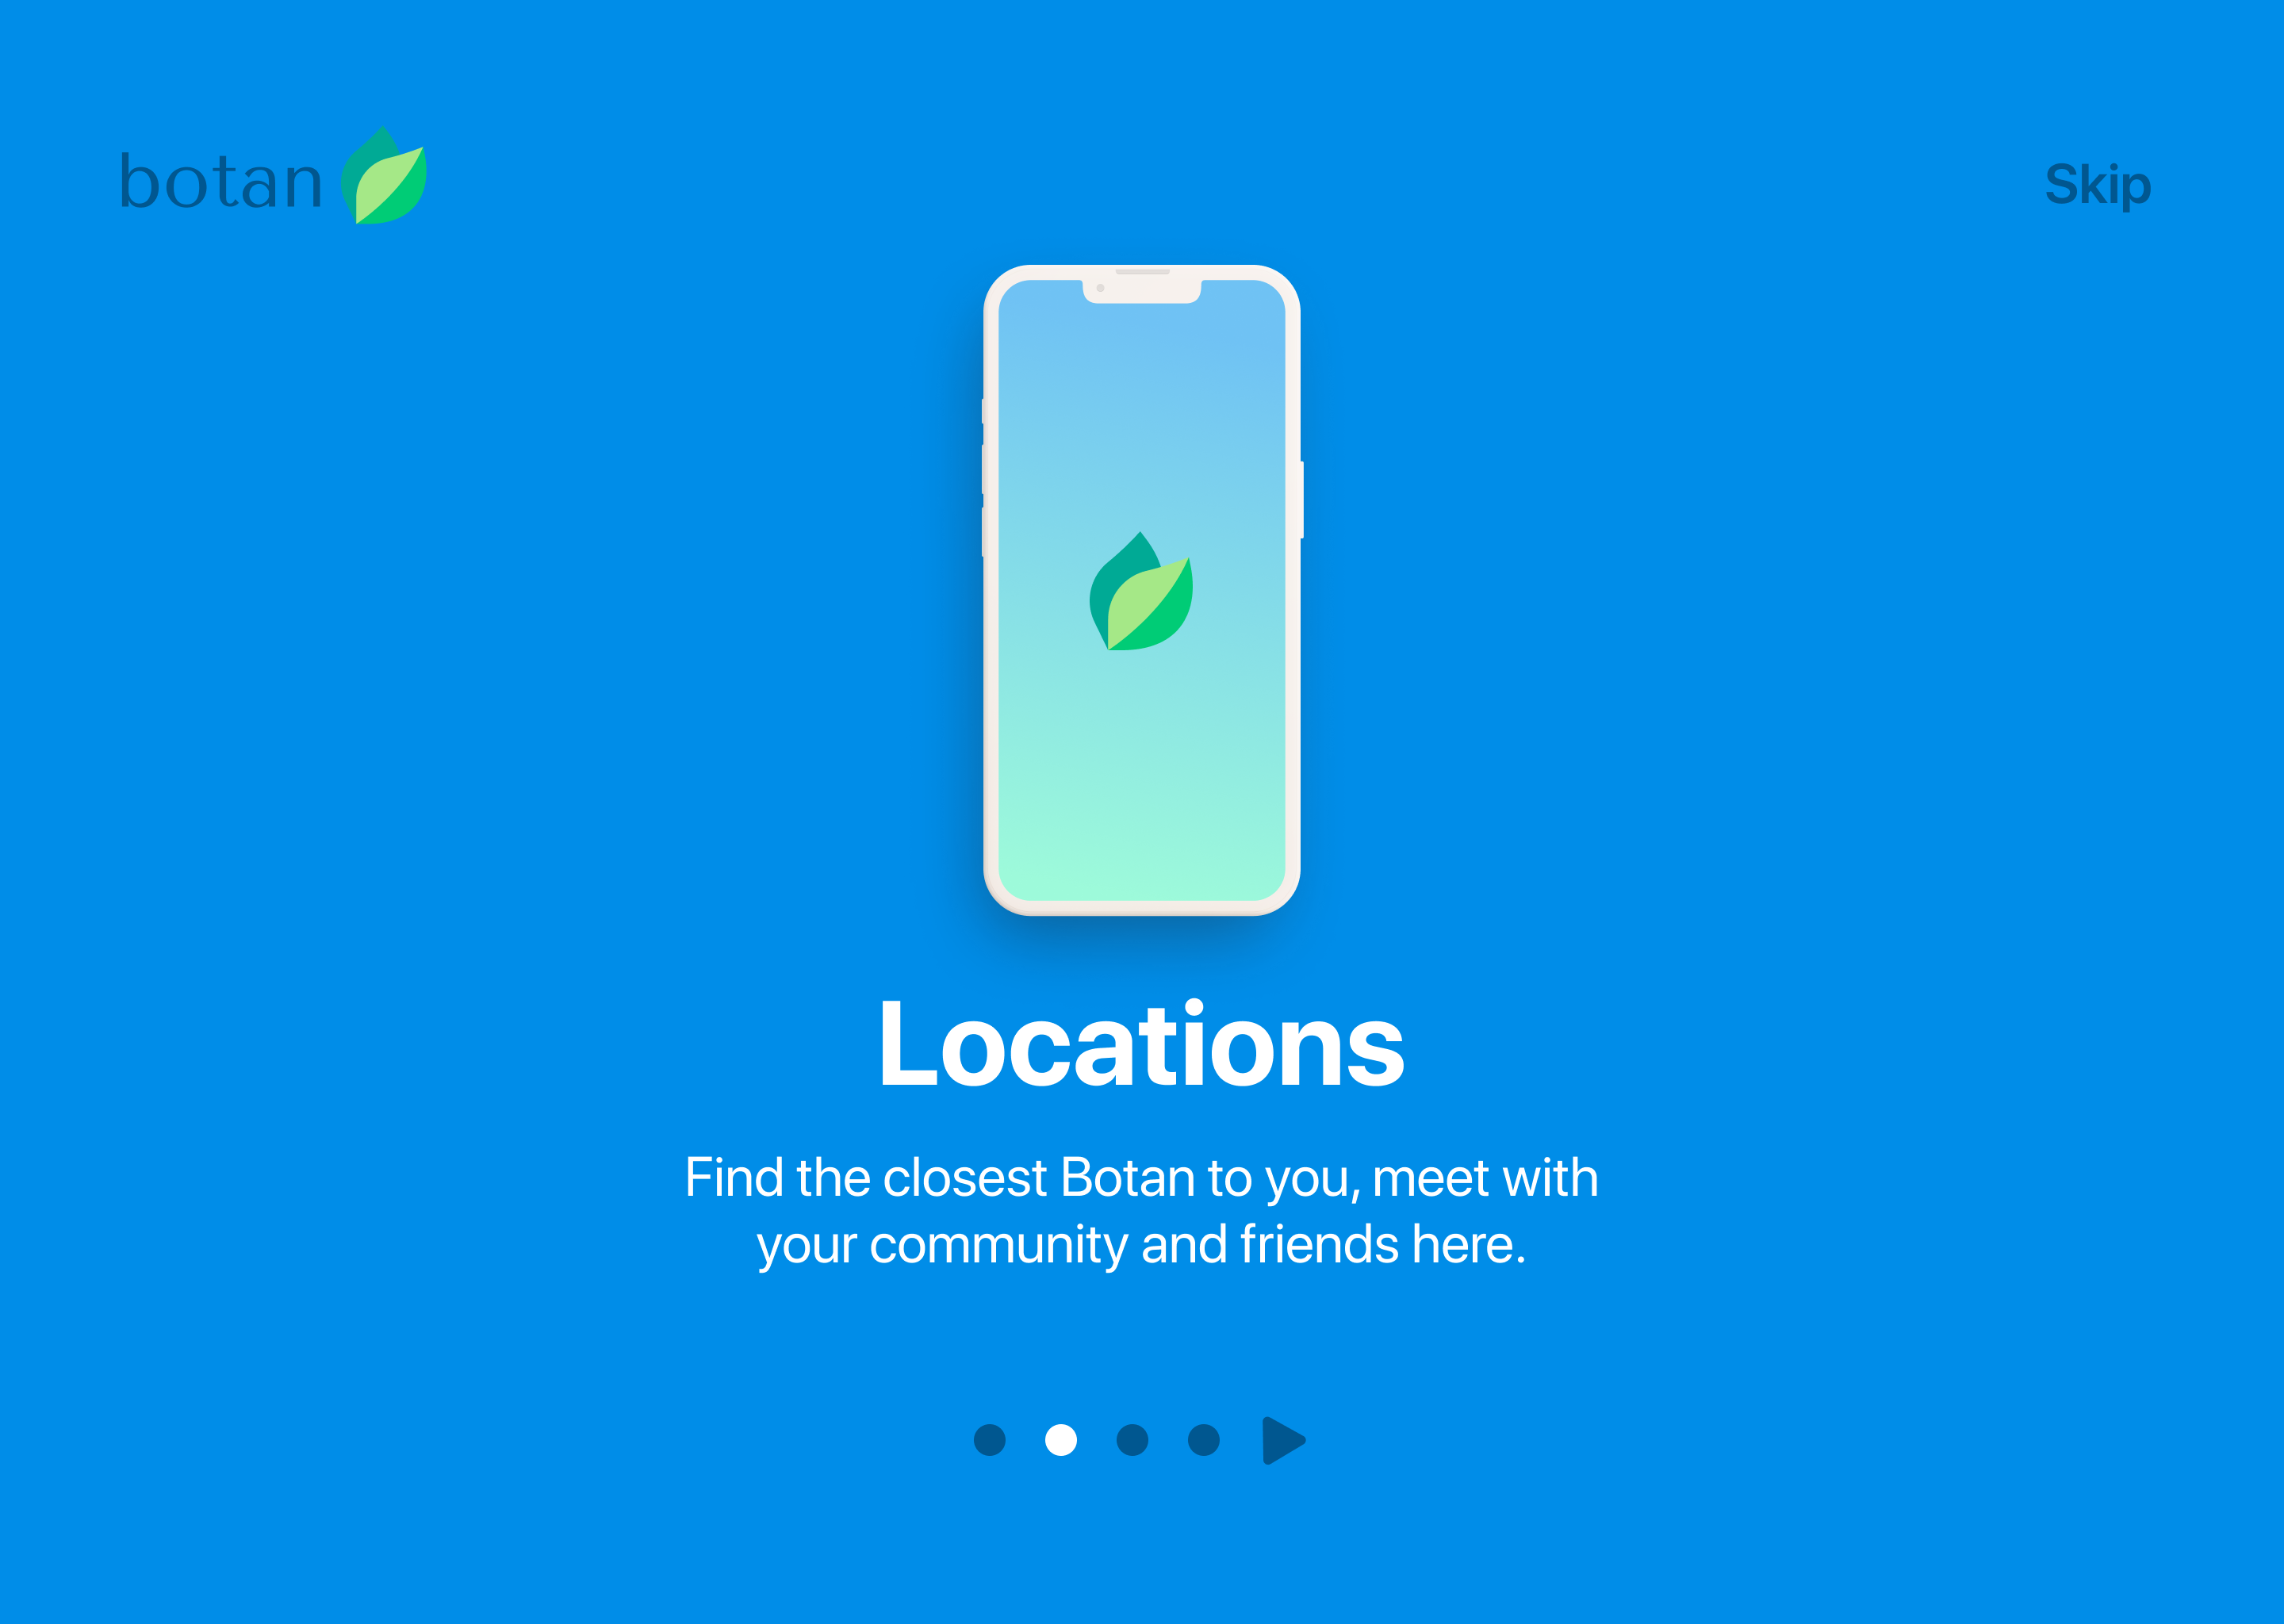 botan
Skip
Locations
Find the closest Botan to you, meet with
your community and friends here.